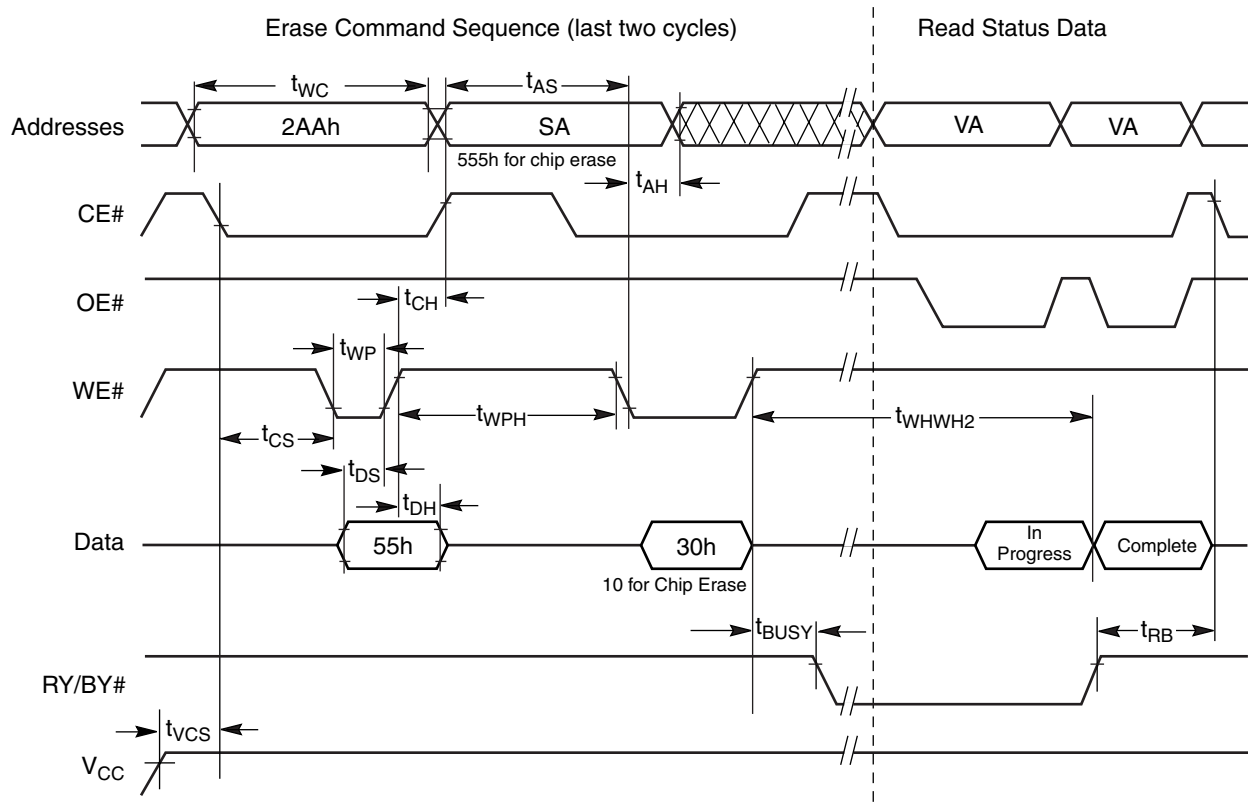 Erase Command Sequence (last two cycles)
Read Status Data
tWC
tAS
Addresses
2AAh
SA
VA
VA
555h for chip erase
tAH
CE#
OE#
tCH
tWP
WE#
tWPH
tWHWH2
tCS
tDS
tDH
Data
55h
30h
In
Progress
Complete
10 for Chip Erase
tBUSY
tRB
RY/BY#
tVCS
VCC